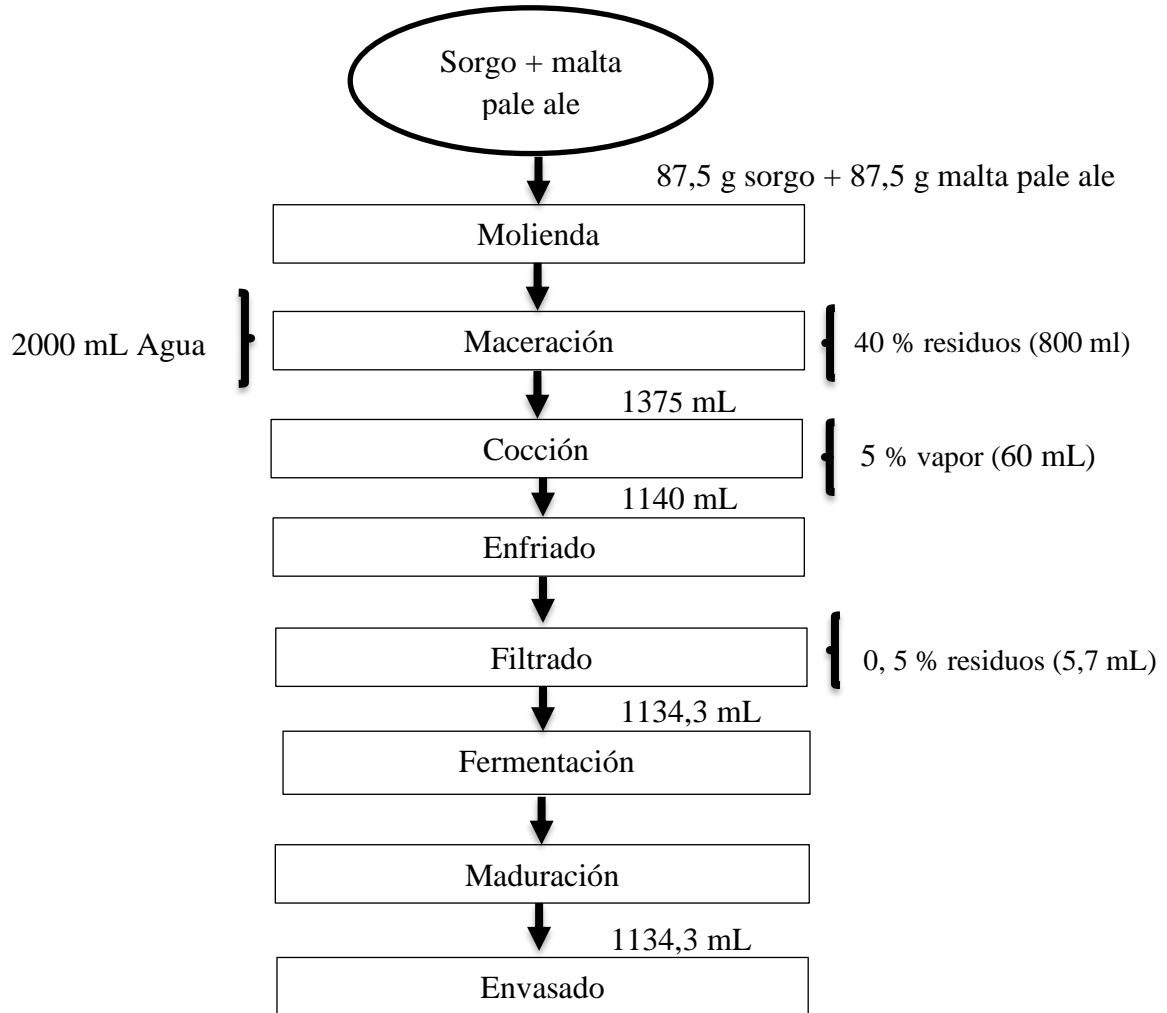 Sorgo + malta
pale ale
87,5 g sorgo + 87,5 g malta pale ale
Molienda
2000 mL Agua
Maceración
40 % residuos (800 ml)
1375 mL
Cocción
5 % vapor (60 mL)
1140 mL
Enfriado
Filtrado
0, 5 % residuos (5,7 mL)
1134,3 mL
Fermentación
Maduración
1134,3 mL
Envasado